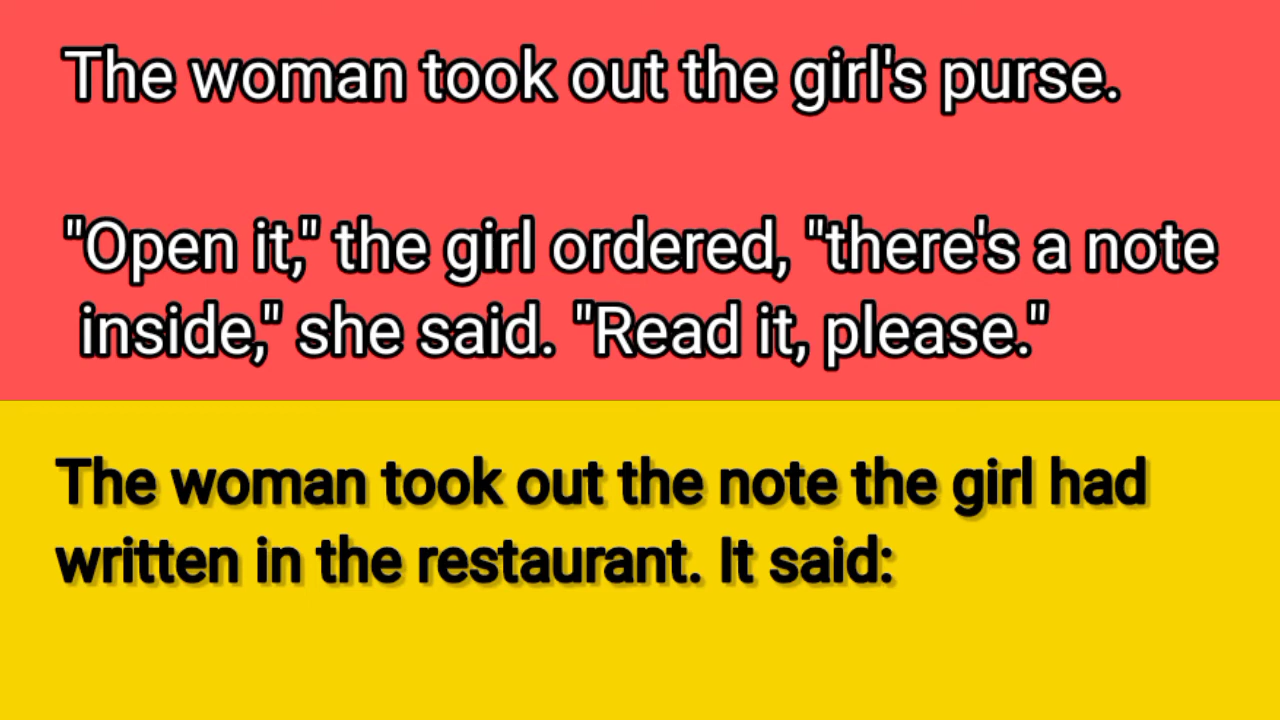 The woman took out the girl's purse.
"Open it," the girl ordered, "there's a note
inside," she said. "Read it, please."
The woman took out the note the girl had
written in the restaurant. It said: